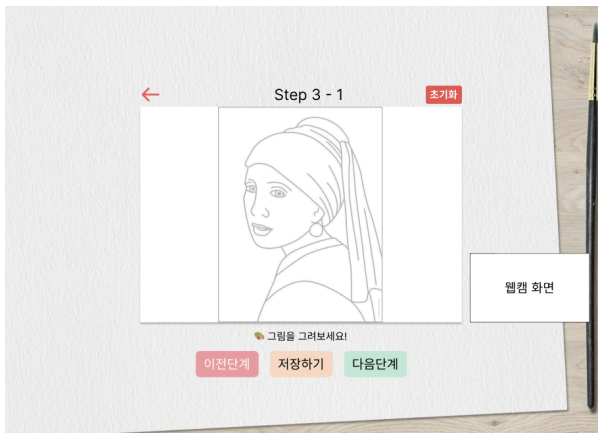 Step 3 - 1
초기화
웹캠 화면
🎨 그림을 그려보세요!
이전단계
저장하기
다음단계